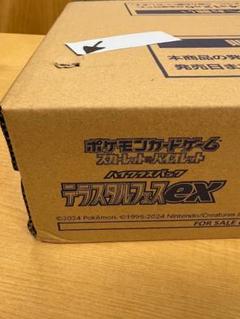 本商品の発
発売日ま
ポケモンカードゲーム
スカーレット&バイオレット
ハイクラスパック
テラスタルフェスex
©2024 Pokémon. ©1995-2024 Nintendo/Creatures
FOR SALE